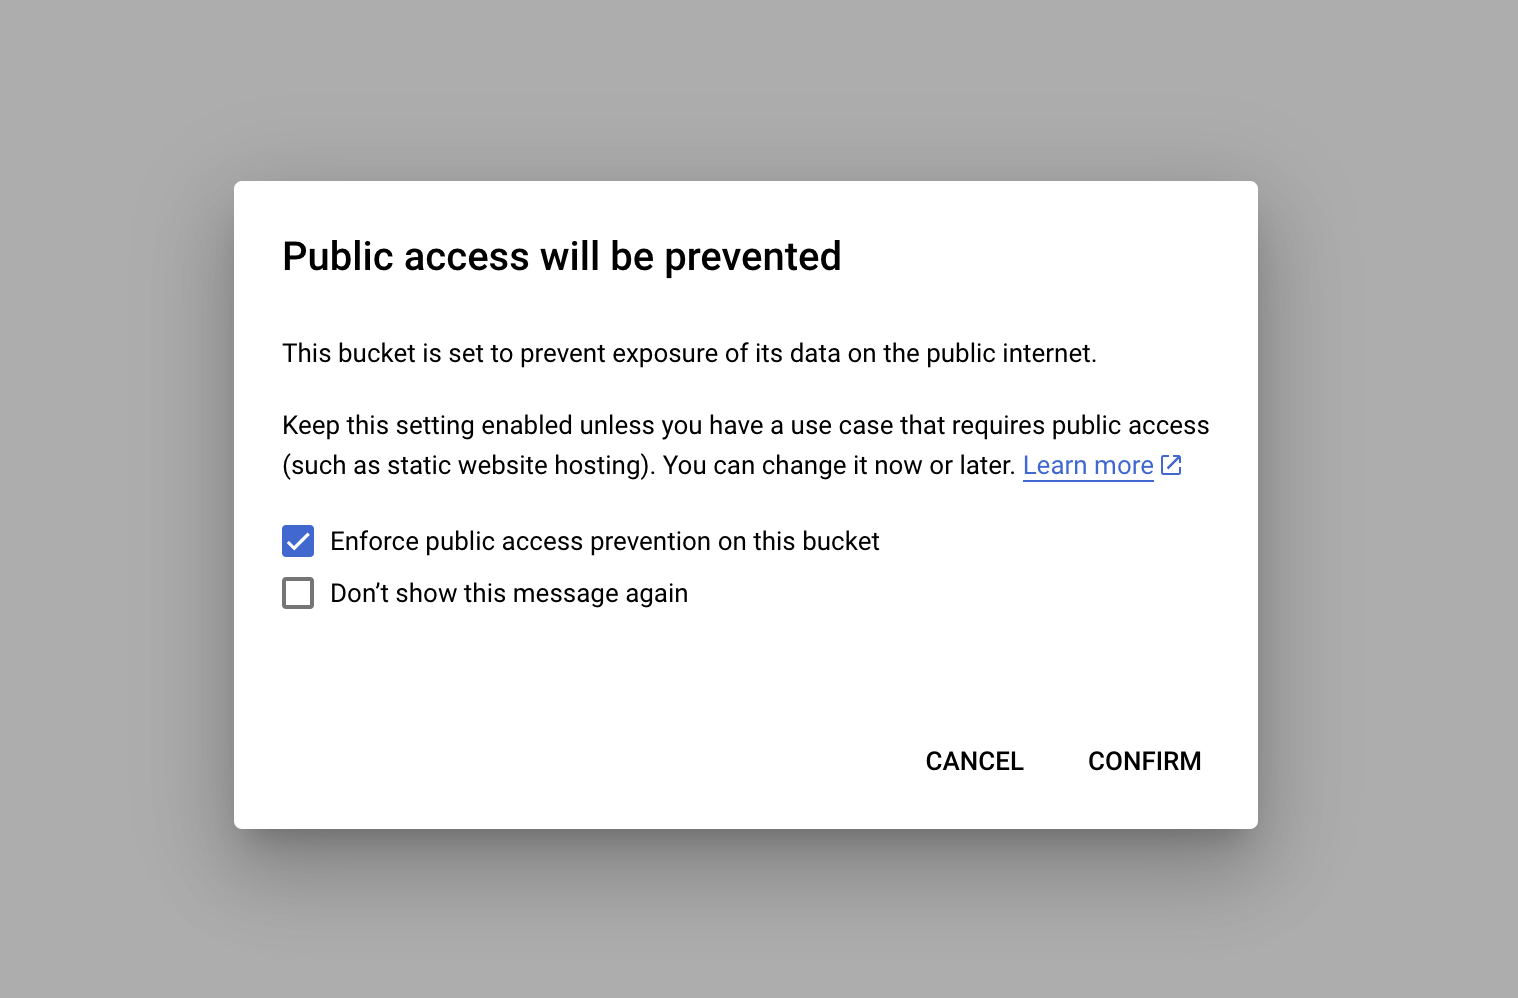 Public access will be prevented
This bucket is set to prevent exposure of its data on the public internet.
Keep this setting enabled unless you have a use case that requires public access
(such as static website hosting). You can change it now or later. Learn more
Enforce public access prevention on this bucket
Don’t show this message again
CANCEL CONFIRM